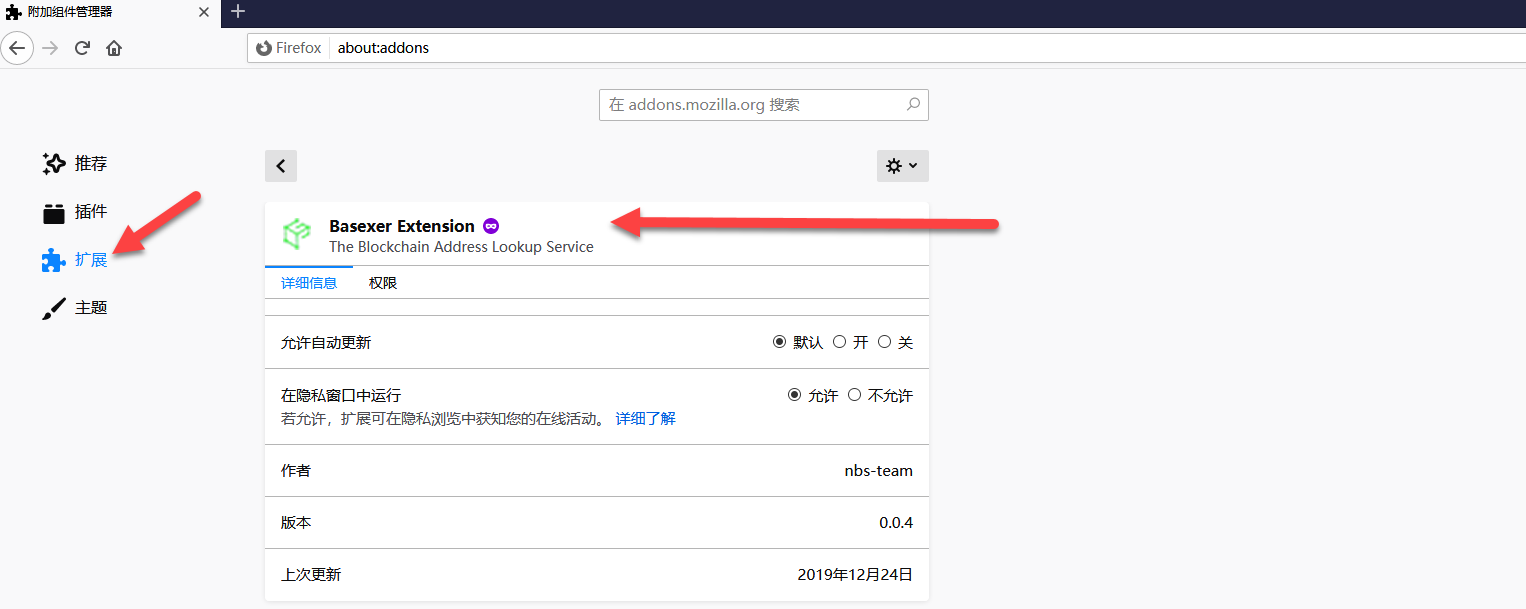 附加组件管理器
Firefox about:addons
在 addons.mozilla.org 搜索
推荐
插件
扩展
主题
Basexer Extension
The Blockchain Address Lookup Service
详细信息 权限
允许自动更新 默认 开 关
在隐私窗口中运行 允许 不允许
若允许，扩展可在隐私浏览中获知您的在线活动。 详细了解
作者 nbs-team
版本 0.0.4
上次更新 2019年12月24日